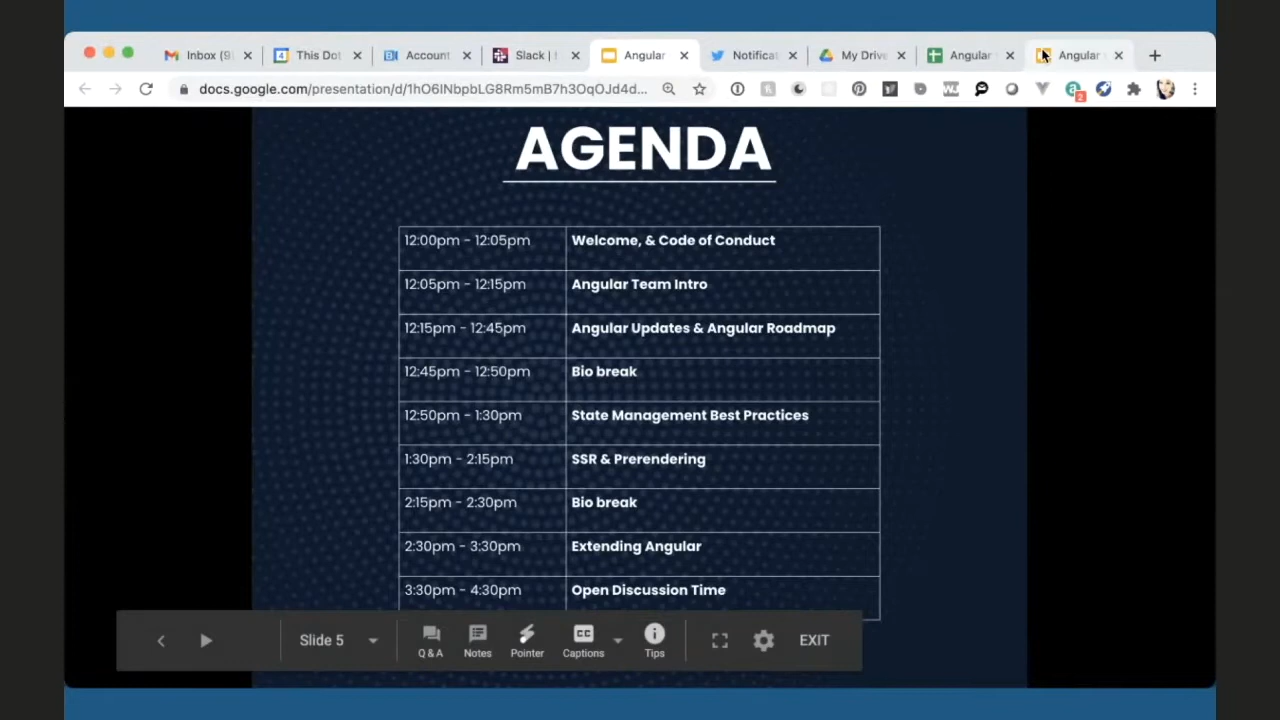 Inbox (9
This Dot
Account
Slack |
Angular
Notificat
My Drive
Angular
Angular
docs.google.com/presentation/d/1hO6INbpbLG8Rm5mB7h3OqOJd4d...
AGENDA
12:00pm - 12:05pm Welcome, & Code of Conduct
12:05pm - 12:15pm Angular Team Intro
12:15pm - 12:45pm Angular Updates & Angular Roadmap
12:45pm - 12:50pm Bio break
12:50pm - 1:30pm State Management Best Practices
1:30pm - 2:15pm SSR & Prerendering
2:15pm - 2:30pm Bio break
2:30pm - 3:30pm Extending Angular
3:30pm - 4:30pm Open Discussion Time
Slide 5
Q & A
Notes
Pointer
Captions
Tips
EXIT